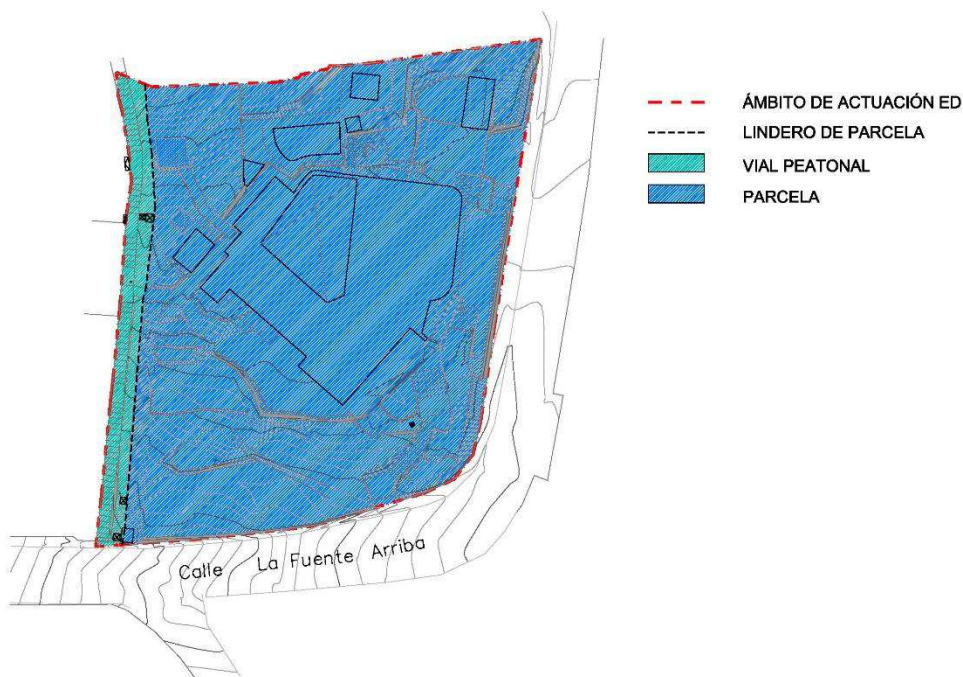 ÁMBITO DE ACTUACIÓN ED
LINDERO DE PARCELA
VIAL PEATONAL
PARCELA
Calle La Fuente Arriba